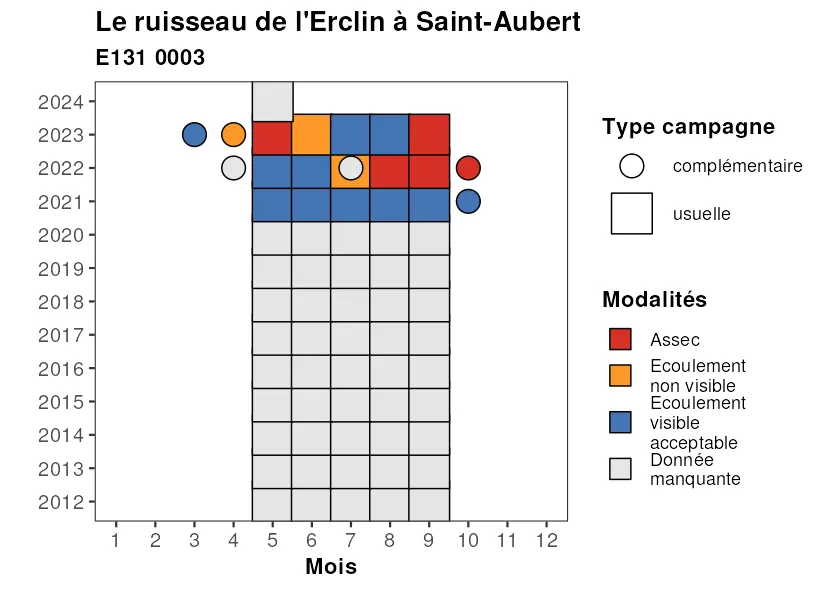 Le ruisseau de l'Erclin à Saint-Aubert
E131 0003
2024
2023
2022
2021
2020
2019
2018
2017
2016
2015
2014
2013
2012
1 2 3 4 5 6 7 8 9 10 11 12
Mois
Type campagne
complémentaire
usuelle
Modalités
Assec
Ecoulement
non visible
Ecoulement
visible
acceptable
Donnée
manquante